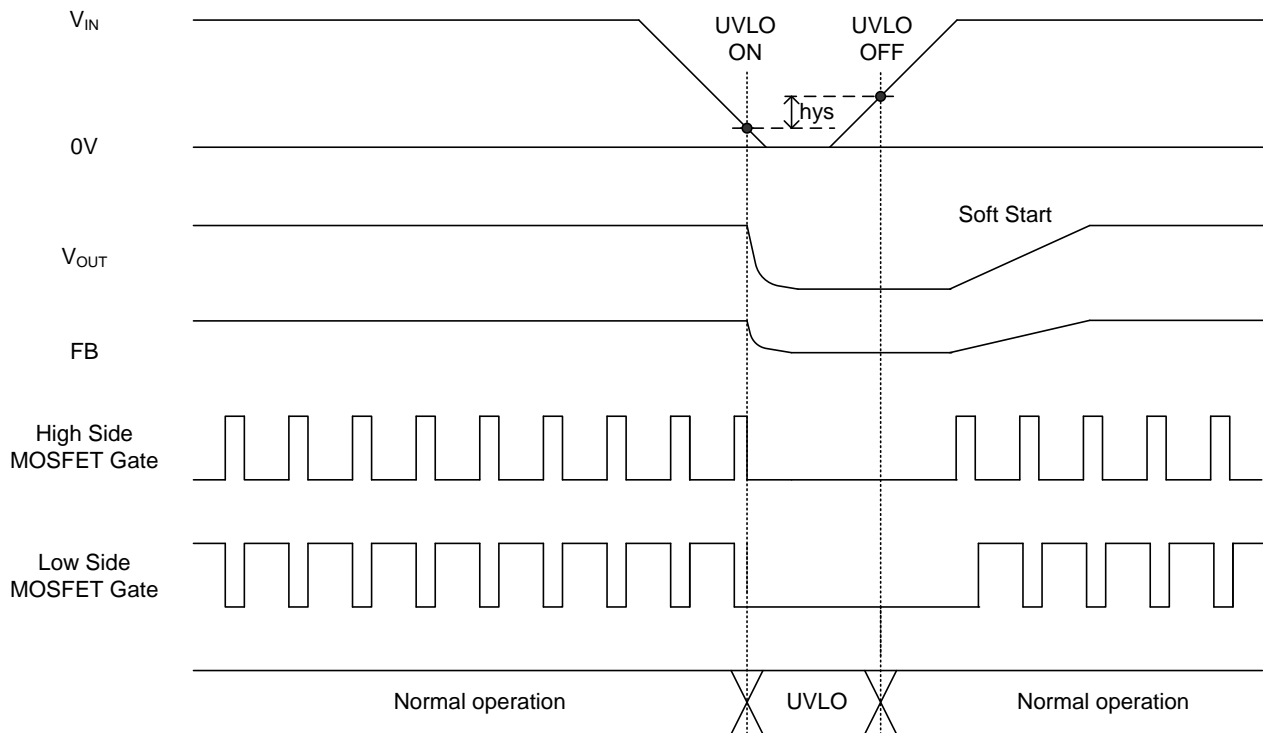 VIN
UVLO
ON
UVLO
OFF
hys
0V
Soft Start
VOUT
FB
High Side
MOSFET Gate
Low Side
MOSFET Gate
Normal operation
UVLO
Normal operation